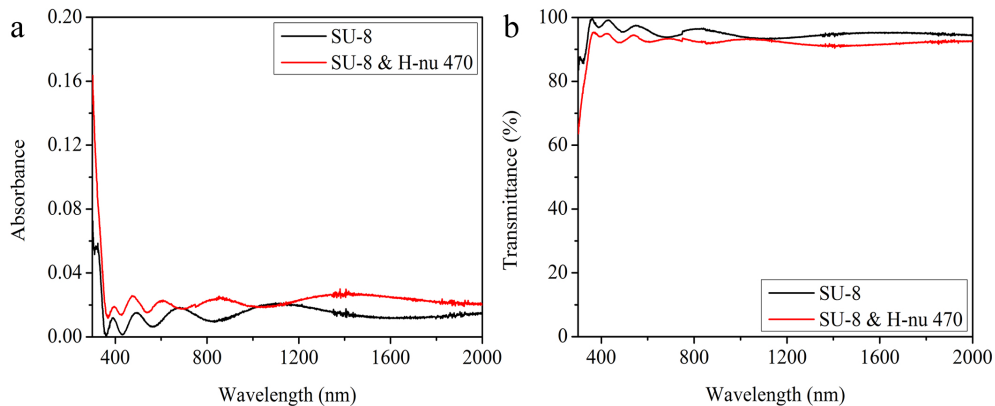 a
0.20
0.16
0.12
0.08
0.04
0.00
Absorbance
SU-8
SU-8 & H-nu 470
400
800
1200
1600
2000
Wavelength (nm)
b
100
80
60
40
20
0
Transmittance (%)
SU-8
SU-8 & H-nu 470
400
800
1200
1600
2000
Wavelength (nm)